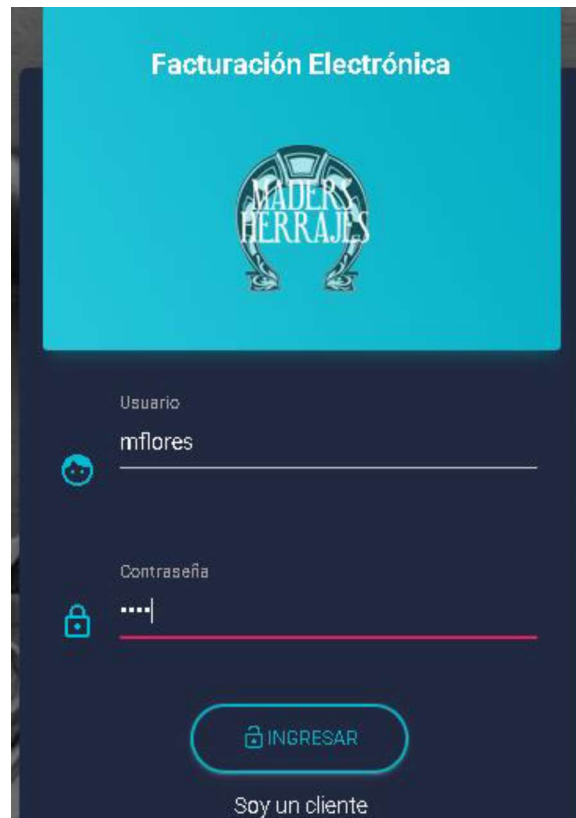 Facturación Electrónica
MADERS
HERRAJES
Usuario
mflores
Contraseña
••••
INGRESAR
Soy un cliente